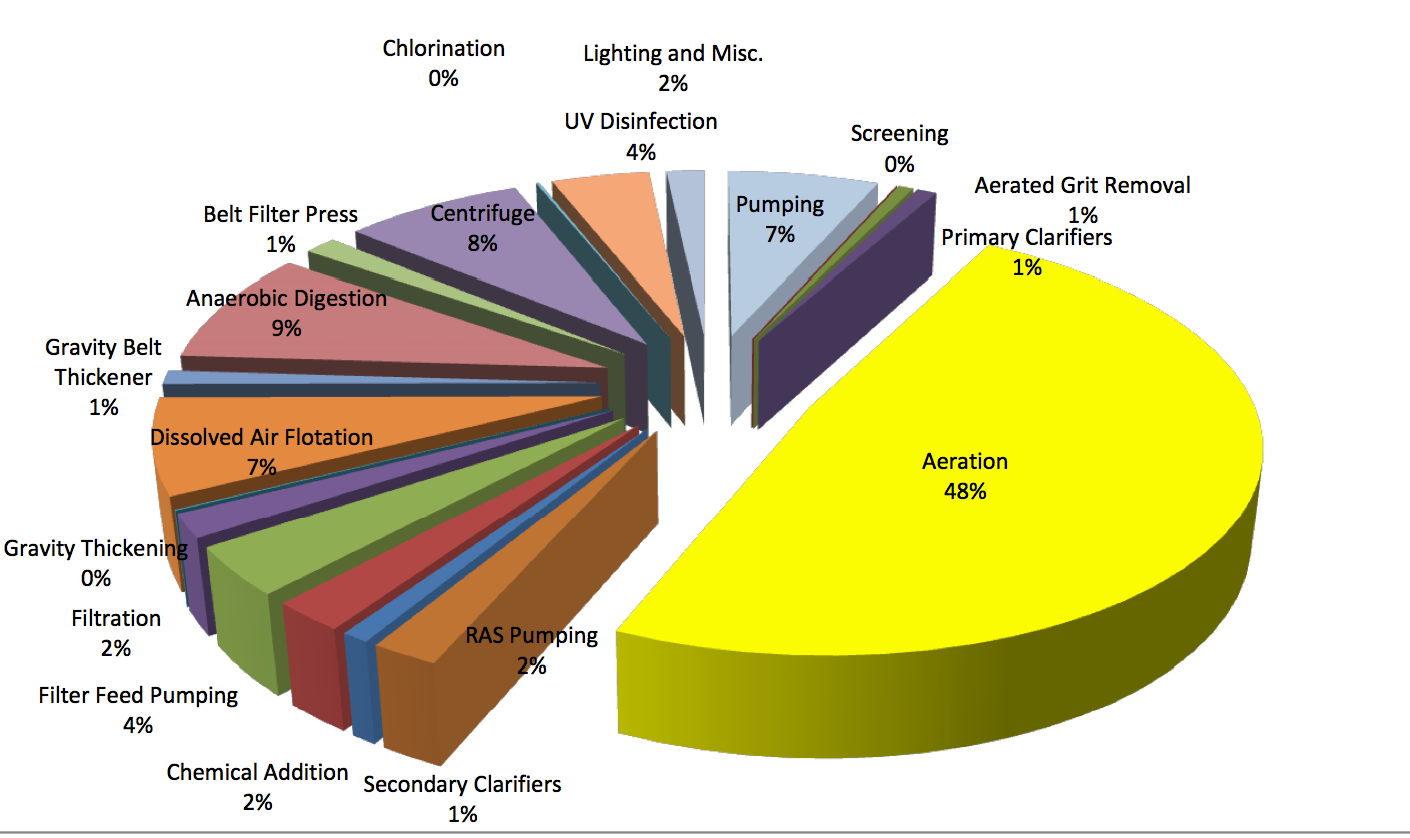 Chlorination
0%
Lighting and Misc.
2%
UV Disinfection
4%
Screening
0%
Aerated Grit Removal
1%
Primary Clarifiers
1%
Pumping
7%
Belt Filter Press
1%
Centrifuge
8%
Anaerobic Digestion
9%
Gravity Belt
Thickener
1%
Dissolved Air Flotation
7%
Aeration
48%
Gravity Thickening
0%
Filtration
2%
RAS Pumping
2%
Filter Feed Pumping
4%
Chemical Addition
2%
Secondary Clarifiers
1%